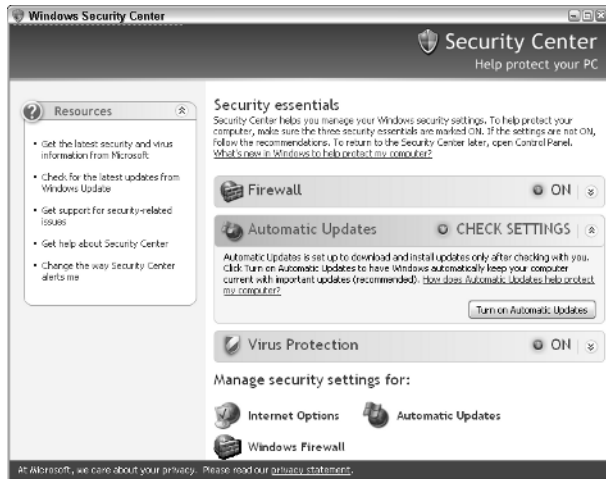 Windows Security Center
Security Center
Help protect your PC
Resources
Get the latest security and virus
information from Microsoft
Check for the latest updates from
Windows Update
Get support for security-related
issues
Get help about Security Center
Change the way Security Center
alerts me
Security essentials
Security Center helps you manage your Windows security settings. To help protect your
computer, make sure the three security essentials are marked ON. If the settings are not ON,
follow the recommendations. To return to the Security Center later, open Control Panel.
What's new in Windows to help protect my computer?
Firewall ON
Automatic Updates CHECK SETTINGS
Automatic Updates is set up to download and install updates only after checking with you.
Click Turn on Automatic Updates to have Windows automatically keep your computer
current with important updates (recommended). How does Automatic Updates help protect
my computer?
Turn on Automatic Updates
Virus Protection ON
Manage security settings for:
Internet Options
Automatic Updates
Windows Firewall
At Microsoft, we care about your privacy. Please read our privacy statement.